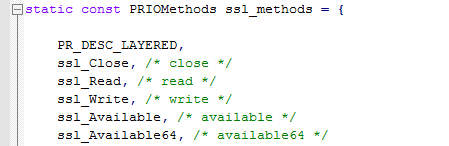 static const PRIOMethods ssl_methods = {
PR_DESC_LAYERED,
ssl_Close, /* close */
ssl_Read, /* read */
ssl_Write, /* write */
ssl_Available, /* available */
ssl_Available64, /* available64 */